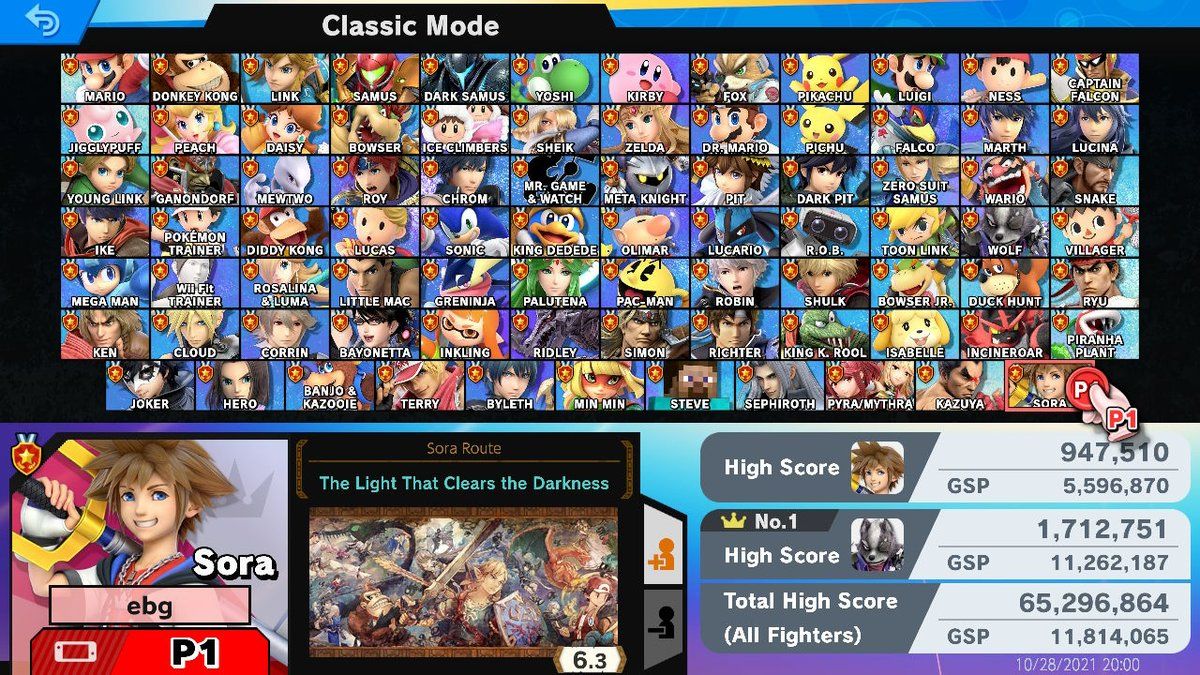 Classic Mode
MARIO
DONKEY KONG
LINK
SAMUS
DARK SAMUS
YOSHI
KIRBY
FOX
PIKACHU
LUIGI
NESS
CAPTAIN
FALCON
JIGGLYPUFF
PEACH
DAISY
BOWSER
ICE CLIMBERS
SHEIK
ZELDA
DR. MARIO
PICHU
FALCO
MARTH
LUCINA
YOUNG LINK
GANONDORF
MEWTWO
ROY
CHROM
MR. GAME
& WATCH
META KNIGHT
PIT
DARK PIT
ZERO SUIT
SAMUS
WARIO
SNAKE
IKE
POKÉMON
TRAINER
DIDDY KONG
LUCAS
SONIC
KING DEDEDE
OLIMAR
LUCARIO
R.O.B.
TOON LINK
WOLF
VILLAGER
MEGA MAN
Wii Fit
TRAINER
ROSALINA
& LUMA
LITTLE MAC
GRENINJA
PALUTENA
PAC-MAN
ROBIN
SHULK
BOWSER JR.
DUCK HUNT
RYU
KEN
CLOUD
CORRIN
BAYONETTA
INKLING
RIDLEY
SIMON
RICHTER
KING K. ROOL
ISABELLE
INCINEROAR
PIRANHA
PLANT
JOKER
HERO
BANJO &
KAZOOIE
TERRY
BYLETH
MIN MIN
STEVE
SEPHIROTH
PYRA/MYTHRA
KAZUYA
SORA
P1
Sora
ebg
P1
Sora Route
The Light That Clears the Darkness
6.3
High Score
947,510
GSP 5,596,870
No.1
High Score
1,712,751
GSP 11,262,187
Total High Score
(All Fighters)
65,296,864
GSP 11,814,065
10/28/2021 20:00